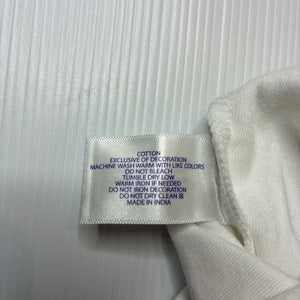 COTTON
EXCLUSIVE OF DECORATION
MACHINE WASH WARM WITH LIKE COLORS
DO NOT BLEACH
TUMBLE DRY LOW
WARM IRON IF NEEDED
DO NOT IRON DECORATION
DO NOT DRY CLEAN
MADE IN INDIA